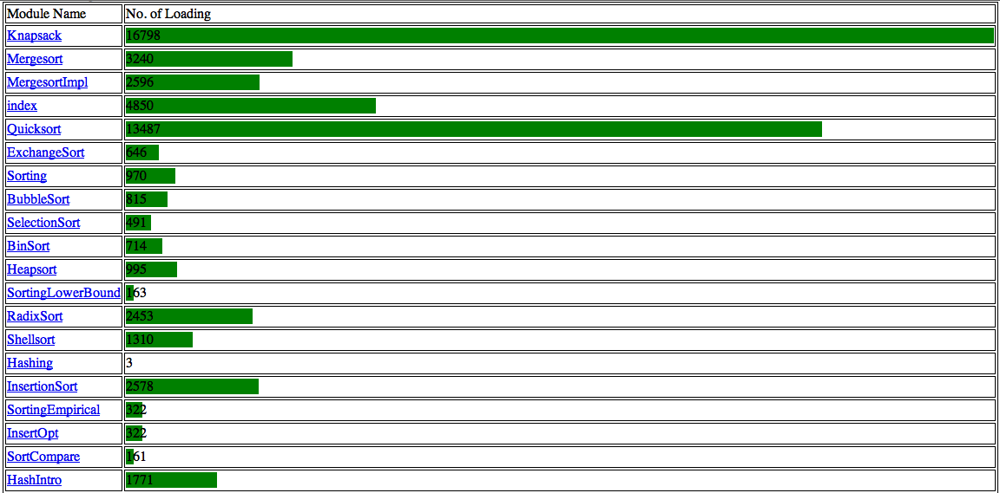 Module Name No. of Loading
Knapsack 16798
Mergesort 3240
MergesortImpl 2596
index 4850
Quicksort 13487
ExchangeSort 646
Sorting 970
BubbleSort 815
SelectionSort 491
BinSort 714
Heapsort 995
SortingLowerBound 163
RadixSort 2453
Shellsort 1310
Hashing 3
InsertionSort 2578
SortingEmpirical 322
InsertOpt 322
SortCompare 161
HashIntro 1771